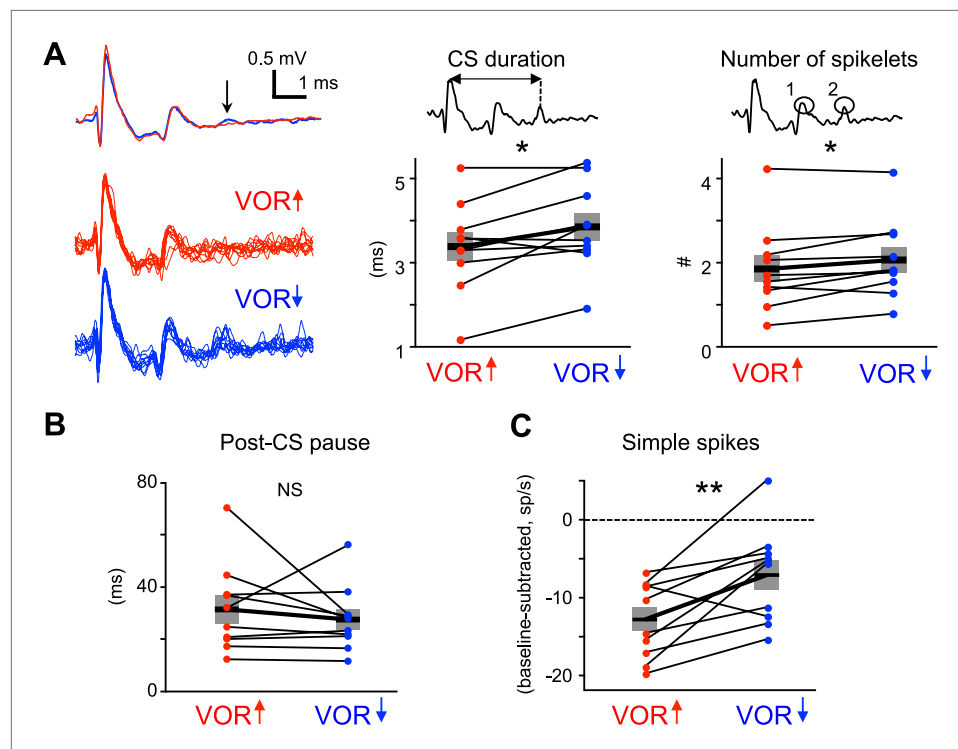 A
0.5 mV
1 ms
VOR↑
VOR↓
CS duration
*
5
3
1
(ms)
VOR↑ VOR↓
Number of spikelets
1 2
*
4
2
0
#
VOR↑ VOR↓
B
Post-CS pause
NS
80
40
0
(ms)
VOR↑ VOR↓
C
Simple spikes
**
0
-10
-20
(baseline-subtracted, sp/s)
VOR↑ VOR↓